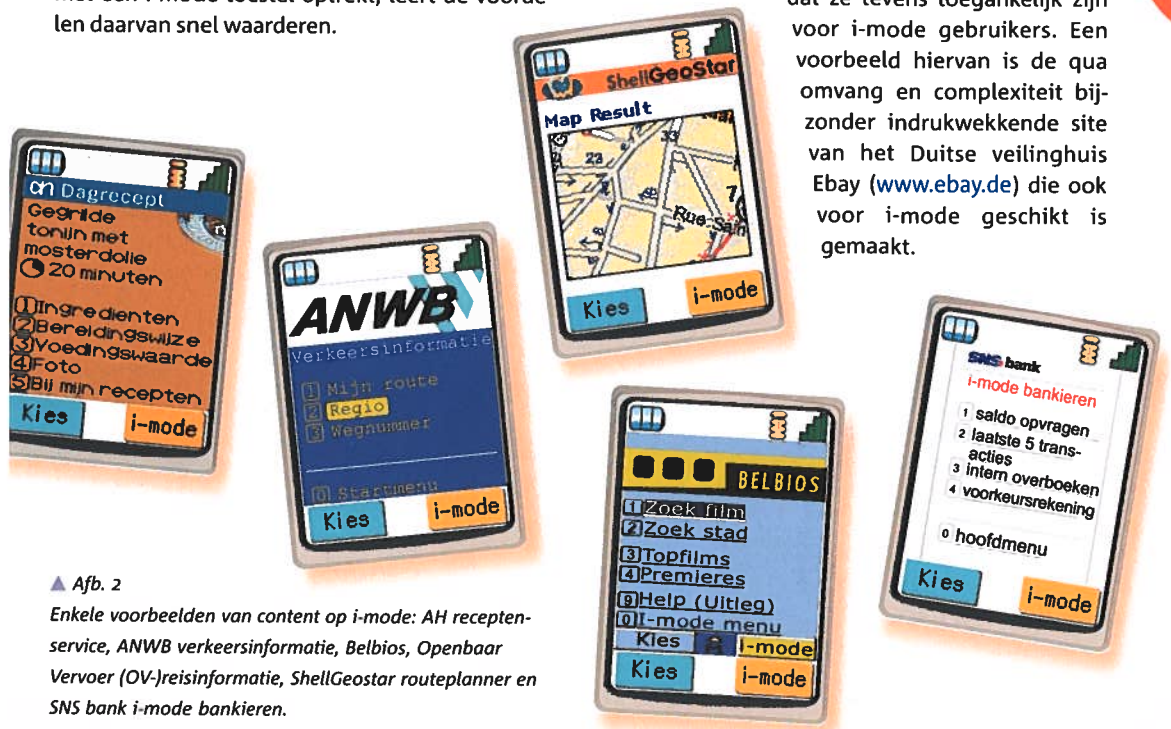 len daarvan snel waarderen.
voor i-mode gebruikers. Een
voorbeeld hiervan is de qua
omvang en complexiteit bij-
zonder indrukwekkende site
van het Duitse veilinghuis
Ebay (www.ebay.de) die ook
voor i-mode geschikt is
gemaakt.
ah Dagrecept
Gegrilde
tonijn met
mosterdolie
20 minuten
1 Ingredienten
2 Bereidingswijze
3 Voedingswaarde
4 Foto
5 Bij mijn recepten
Kies i-mode
ANWB
Verkeersinformatie
1 Mijn route
2 Regio
3 Wegnummer
0 Startmenu
Kies i-mode
ShellGeoStar
Map Result
33
23
Rue Sain
Kies i-mode
BELBIOS
1 Zoek film
2 Zoek stad
3 Topfilms
4 Premieres
9 Help (Uitleg)
0 I-mode menu
Kies i-mode
Kies i-mode
SNS bank
i-mode bankieren
1 saldo opvragen
2 laatste 5 trans-
acties
3 intern overboeken
4 voorkeursrekening
0 hoofdmenu
Kies i-mode
▲ Afb. 2
Enkele voorbeelden van content op i-mode: AH recepten-
service, ANWB verkeersinformatie, Belbios, Openbaar
Vervoer (OV-)reisinformatie, ShellGeostar routeplanner en
SNS bank i-mode bankieren.